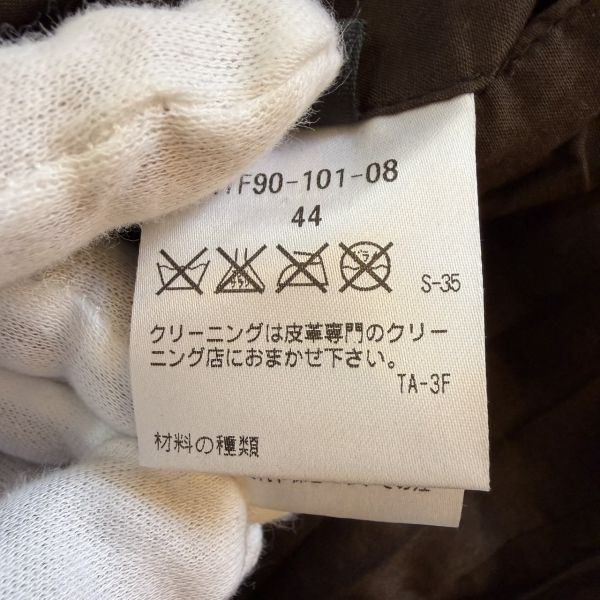 F90-101-08
44
S-35
クリーニングは皮革専門のクリー
ニング店におまかせ下さい。
TA-3F
材料の種類